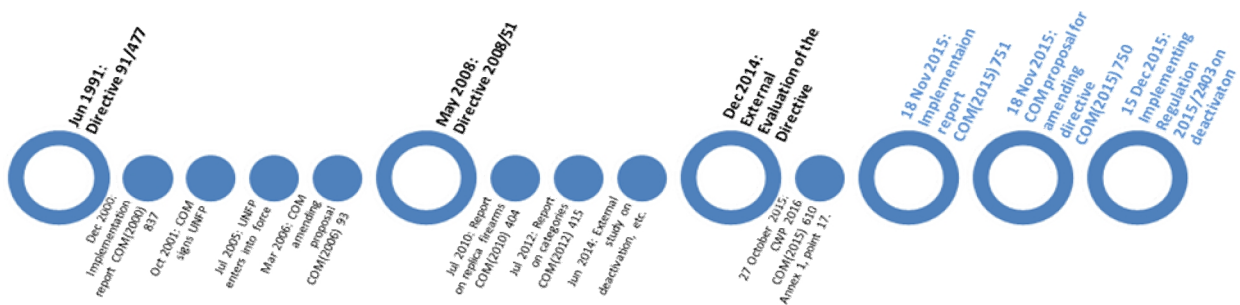 Jun 1991:
Directive 91/477
Dec 2000:
Implementation
report COM(2000)
837
Oct 2001: COM
signs UNFP
Jul 2005: UNFP
enters into force
Mar 2006: COM
amending
proposal
COM(2006) 93
May 2008:
Directive 2008/51
Jul 2010: Report
on replica firearms
COM(2010) 404
Jul 2012: Report
on categories
COM(2012) 415
Jun 2014: External
study on
deactivation, etc.
Dec 2014:
External
Evaluation of the
Directive
27 October 2015:
CWP 2016
COM(2015) 610
Annex 1, point 17.
18 Nov 2015:
Implementaion
report
COM(2015) 751
18 Nov 2015:
COM proposal for
amending
directive
COM(2015) 750
15 Dec 2015:
Implementing
Regulation
2015/2403 on
deactivaton